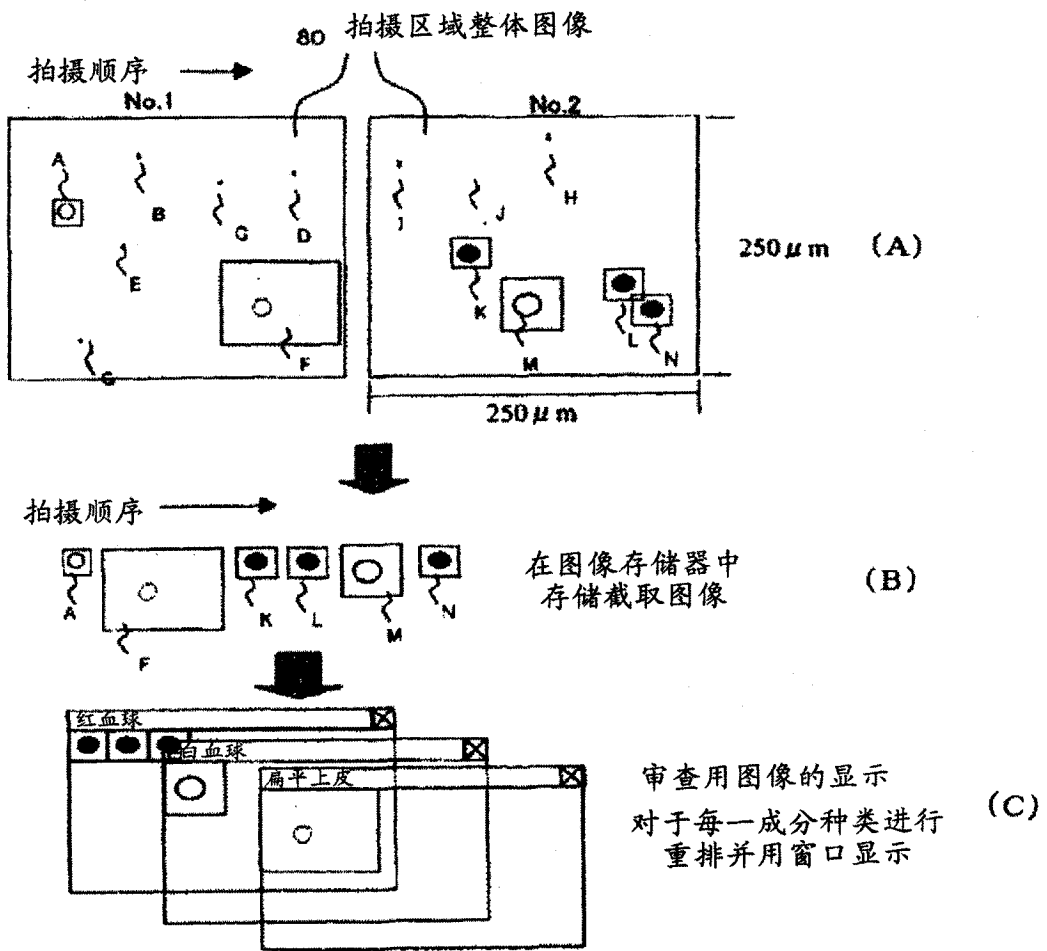 80 拍摄区域整体图像
拍摄顺序
No.1
No.2
A
B
C
D
E
F
G
H
I
J
K
L
M
N
250μm
(A)
250μm
拍摄顺序
A
F
K
L
M
N
在图像存储器中
存储截取图像
(B)
红血球
白血球
扁平上皮
审查用图像的显示
对于每一成分种类进行
重排并用窗口显示
(C)